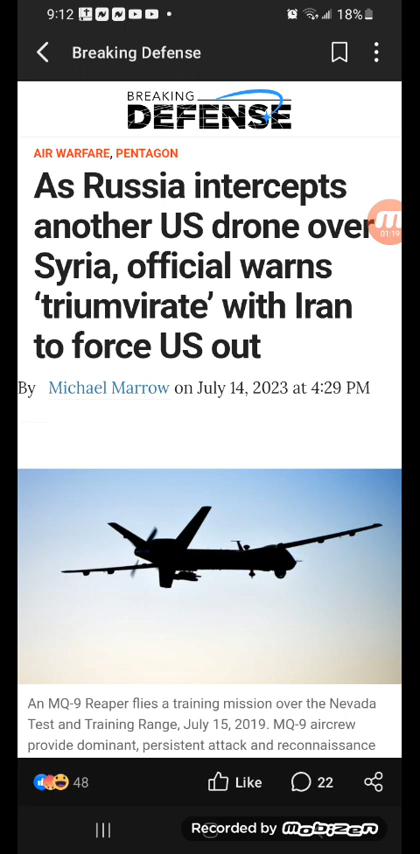 9:12
18%
Breaking Defense
BREAKING
DEFENSE
AIR WARFARE, PENTAGON
As Russia intercepts
another US drone over
Syria, official warns
‘triumvirate’ with Iran
to force US out
01:19
By Michael Marrow on July 14, 2023 at 4:29 PM
An MQ-9 Reaper flies a training mission over the Nevada
Test and Training Range, July 15, 2019. MQ-9 aircrew
provide dominant, persistent attack and reconnaissance
48
Like
22
Recorded by mobizen